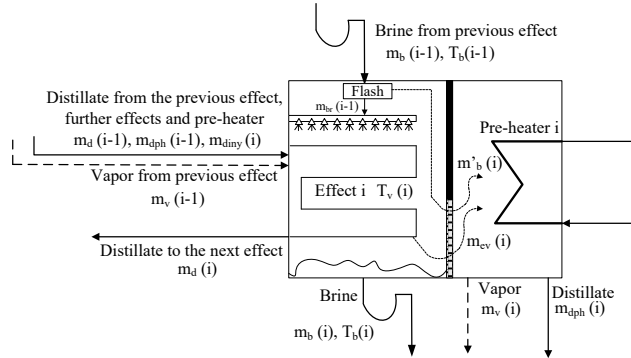 Brine from previous effect
m_b (i-1), T_b(i-1)
Flash
m_br (i-1)
Distillate from the previous effect,
further effects and pre-heater
m_d (i-1), m_dph (i-1), m_diny (i)
Pre-heater i
m'_b (i)
Vapor from previous effect
m_v (i-1)
Effect i T_v (i)
m_ev (i)
Distillate to the next effect
m_d (i)
Brine
m_b (i), T_b(i)
Vapor
m_v (i)
Distillate
m_dph (i)